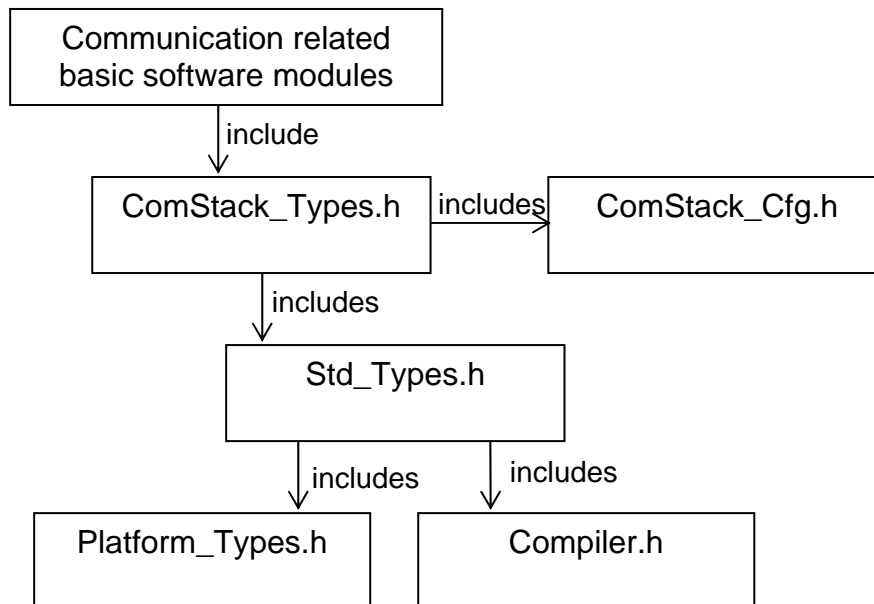 Communication related
basic software modules
include
ComStack_Types.h
includes
ComStack_Cfg.h
includes
Std_Types.h
includes
includes
Platform_Types.h
Compiler.h